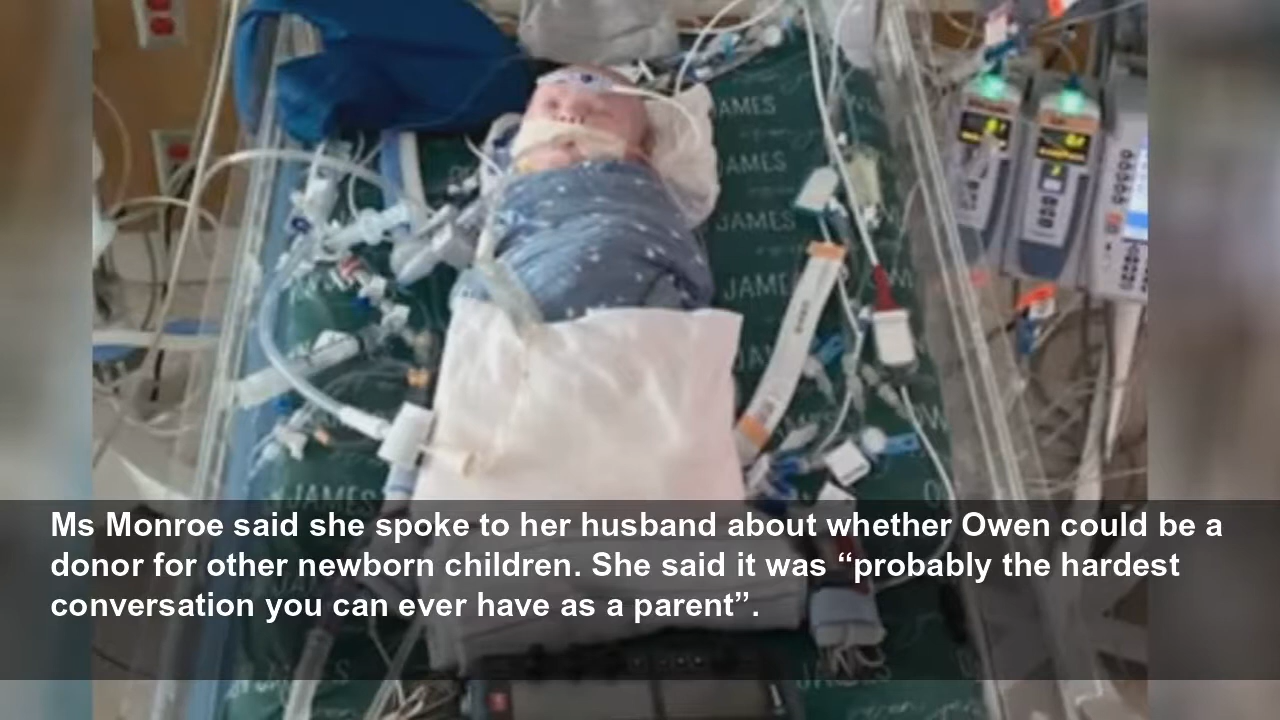 JAMES
JAMES
JAMES
JAMES
JAMES
Ms Monroe said she spoke to her husband about whether Owen could be a
donor for other newborn children. She said it was “probably the hardest
conversation you can ever have as a parent”.